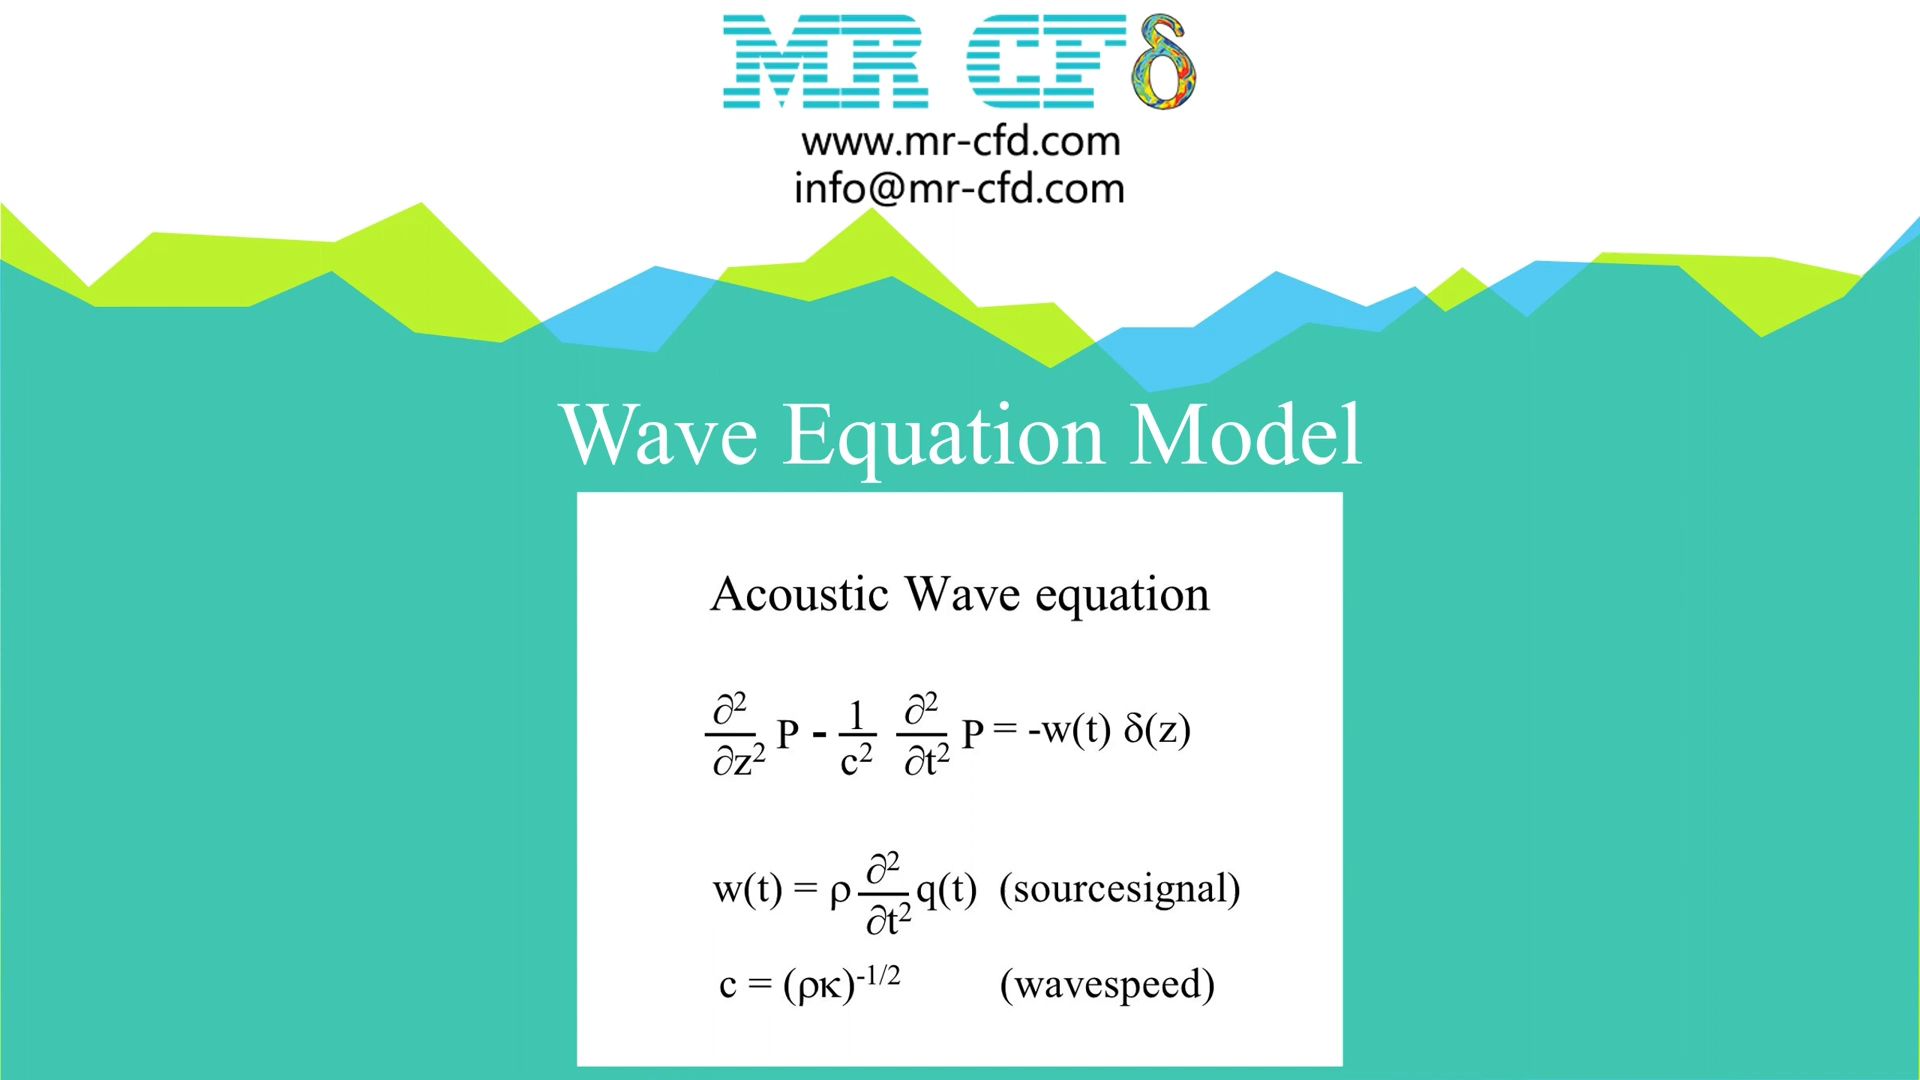 MR CFδ
www.mr-cfd.com
info@mr-cfd.com
Wave Equation Model
Acoustic Wave equation
∂²/∂z² P - 1/c² ∂²/∂t² P = -w(t) δ(z)
w(t) = ρ ∂²/∂t² q(t) (sourcesignal)
c = (ρκ)^-1/2 (wavespeed)